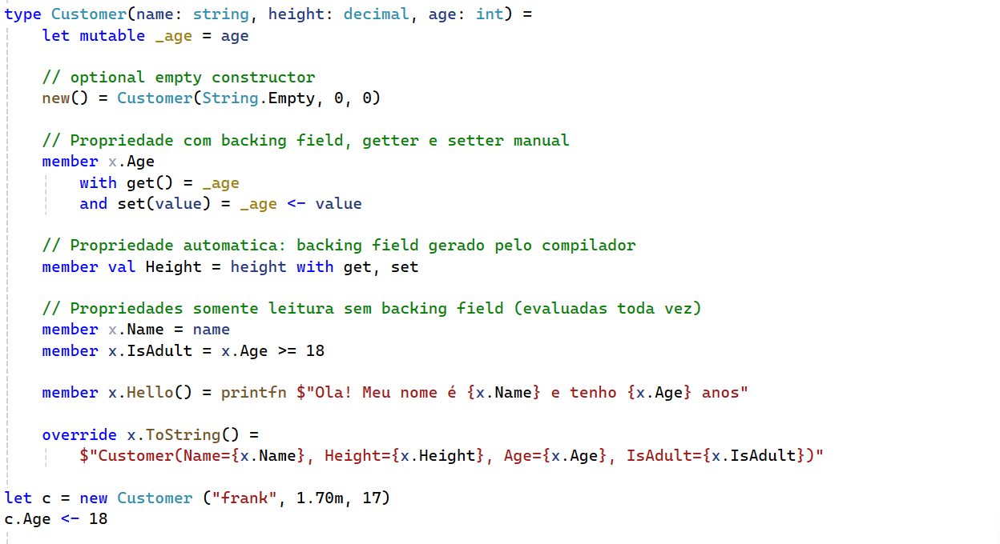 type Customer(name: string, height: decimal, age: int) =
    let mutable _age = age

    // optional empty constructor
    new() = Customer(String.Empty, 0, 0)

    // Propriedade com backing field, getter e setter manual
    member x.Age
        with get() = _age
        and set(value) = _age <- value

    // Propriedade automatica: backing field gerado pelo compilador
    member val Height = height with get, set

    // Propriedades somente leitura sem backing field (evaluadas toda vez)
    member x.Name = name
    member x.IsAdult = x.Age >= 18

    member x.Hello() = printfn $"Ola! Meu nome é {x.Name} e tenho {x.Age} anos"

    override x.ToString() =
        $"Customer(Name={x.Name}, Height={x.Height}, Age={x.Age}, IsAdult={x.IsAdult})"

let c = new Customer ("frank", 1.70m, 17)
c.Age <- 18